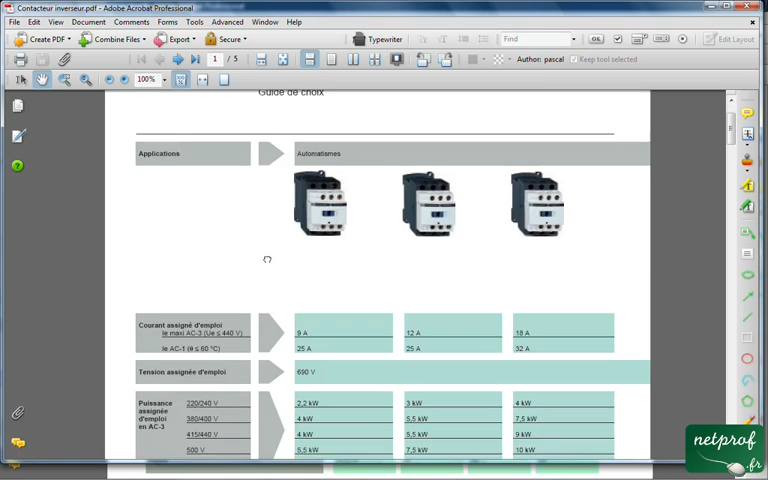 Contacteur inverseur.pdf - Adobe Acrobat Professional
File Edit View Document Comments Forms Tools Advanced Window Help
Create PDF Combine Files Export Secure Typewriter Find OK Edit Layout
1 / 5 Author: pascal Keep tool selected
100%
Guide de choix
Applications Automatismes
Courant assigné d'emploi
le maxi AC-3 (Ue ≤ 440 V) 9 A 12 A 18 A
le AC-1 (θ ≤ 60 °C) 25 A 25 A 32 A
Tension assignée d'emploi 690 V
Puissance assignée d'emploi en AC-3
220/240 V 2,2 kW 3 kW 4 kW
380/400 V 4 kW 5,5 kW 7,5 kW
415/440 V 4 kW 5,5 kW 9 kW
500 V 5,5 kW 7,5 kW 10 kW
netprof
.fr